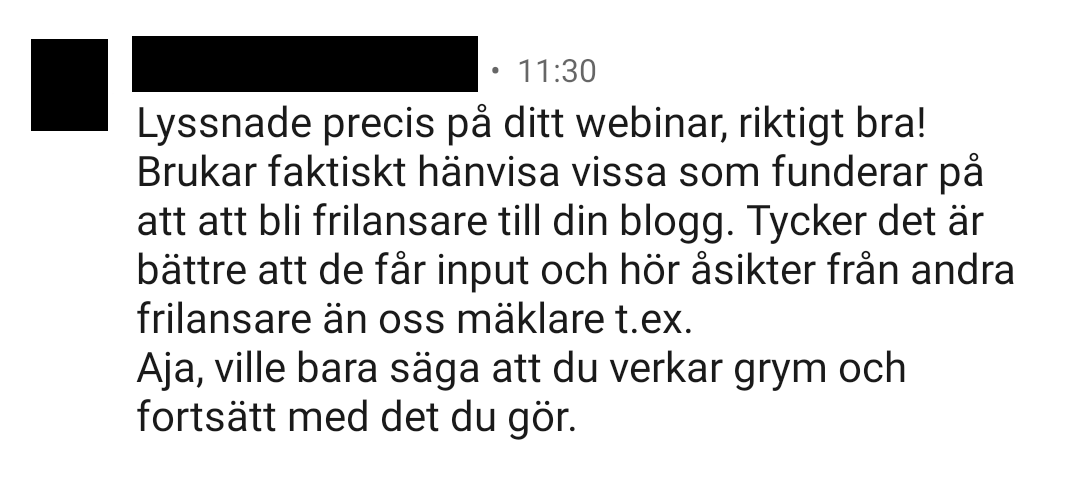 • 11:30
Lyssnade precis på ditt webinar, riktigt bra!
Brukar faktiskt hänvisa vissa som funderar på
att att bli frilansare till din blogg. Tycker det är
bättre att de får input och hör åsikter från andra
frilansare än oss mäklare t.ex.
Aja, ville bara säga att du verkar grym och
fortsätt med det du gör.